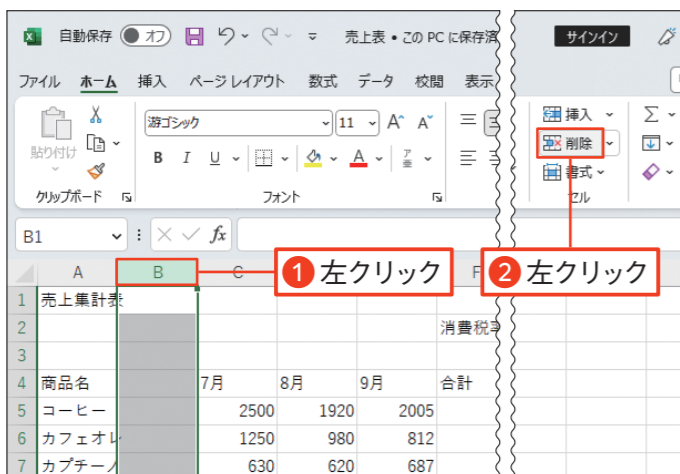 自動保存 オフ 売上表 • この PC に保存済 サインイン
ファイル ホーム 挿入 ページ レイアウト 数式 データ 校閲 表示
貼り付け 游ゴシック 11 A A 挿入
B I U A ア亜 削除
書式
クリップボード フォント セル
B1 fx
A B C F
❶ 左クリック ❷ 左クリック
1 売上集計表
2 消費税率
3
4 商品名 7月 8月 9月 合計
5 コーヒー 2500 1920 2005
6 カフェオレ 1250 980 812
7 カプチーノ 630 620 687